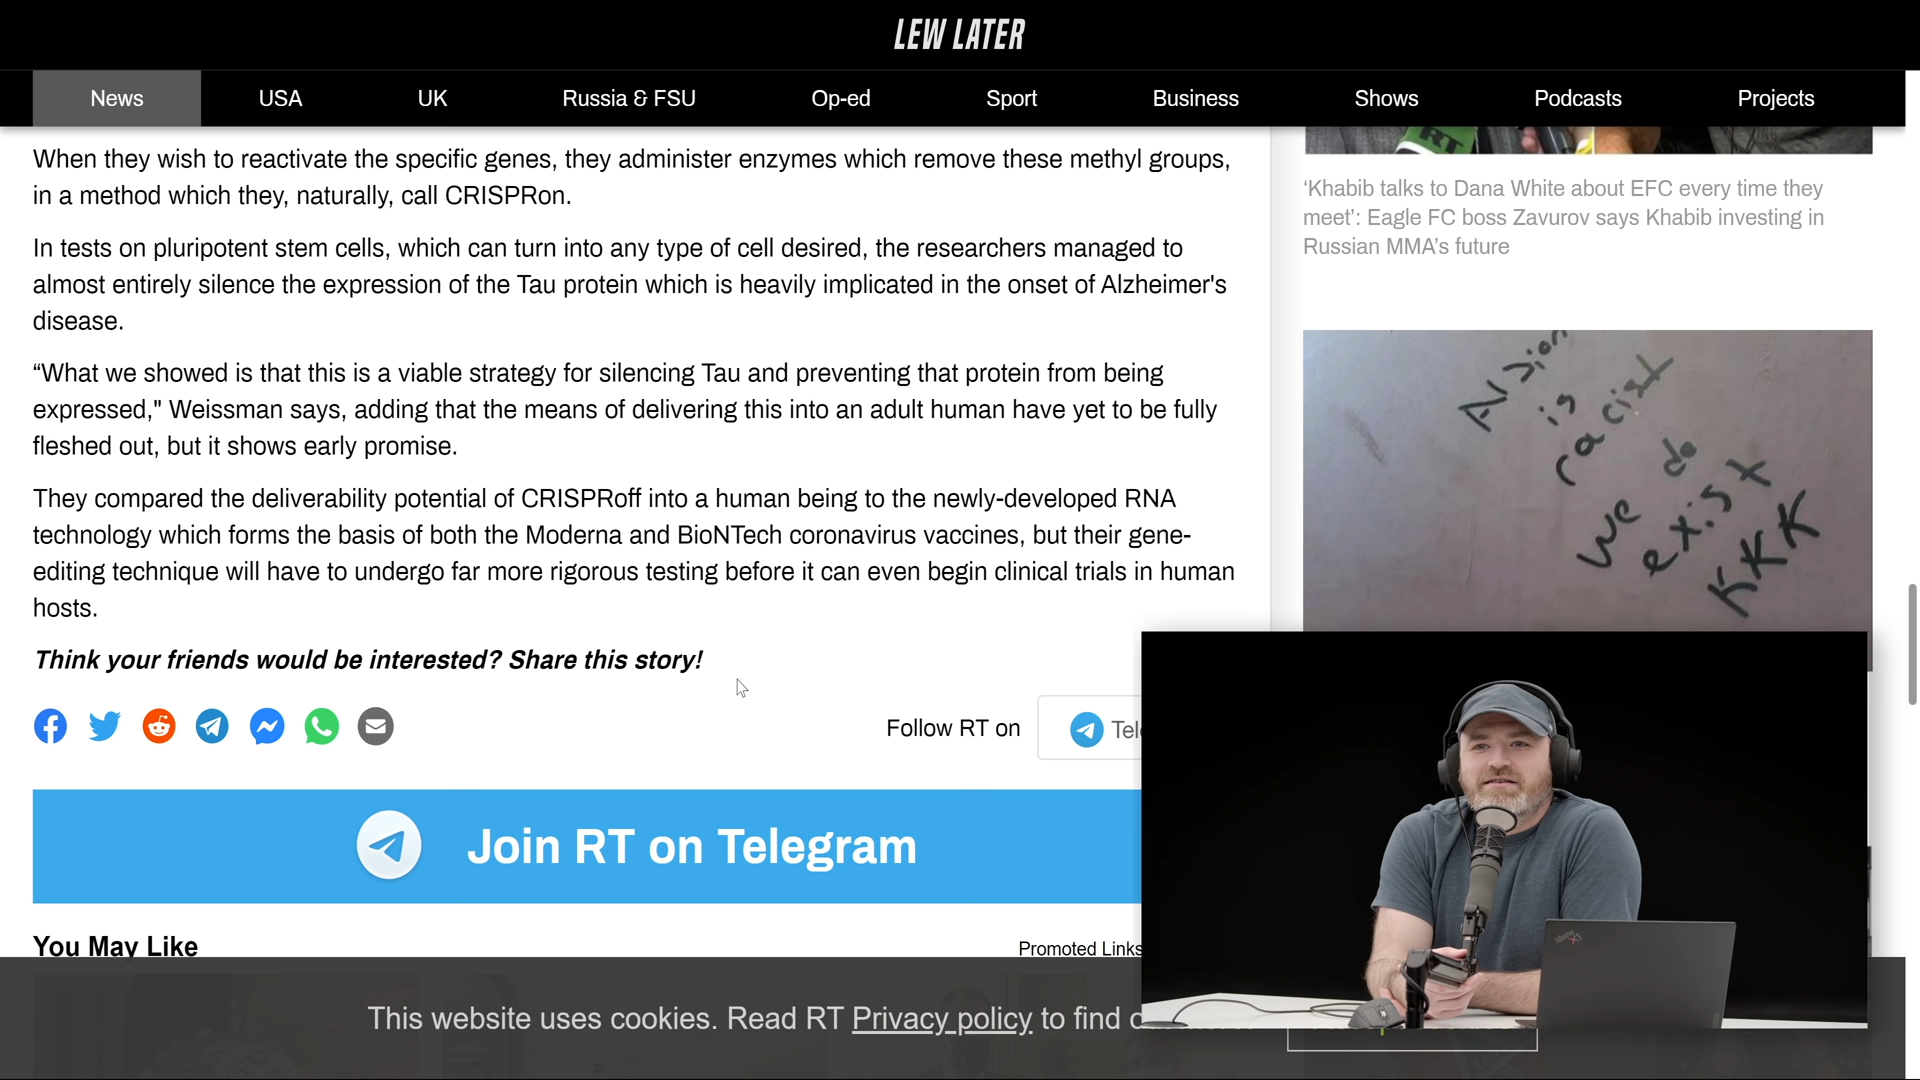 LEW LATER
News USA UK Russia & FSU Op-ed Sport Business Shows Podcasts Projects
When they wish to reactivate the specific genes, they administer enzymes which remove these methyl groups,
in a method which they, naturally, call CRISPRon.
In tests on pluripotent stem cells, which can turn into any type of cell desired, the researchers managed to
almost entirely silence the expression of the Tau protein which is heavily implicated in the onset of Alzheimer's
disease.
“What we showed is that this is a viable strategy for silencing Tau and preventing that protein from being
expressed," Weissman says, adding that the means of delivering this into an adult human have yet to be fully
fleshed out, but it shows early promise.
They compared the deliverability potential of CRISPRoff into a human being to the newly-developed RNA
technology which forms the basis of both the Moderna and BioNTech coronavirus vaccines, but their gene-
editing technique will have to undergo far more rigorous testing before it can even begin clinical trials in human
hosts.
Think your friends would be interested? Share this story!
Follow RT on
Join RT on Telegram
You May Like
Promoted Links
This website uses cookies. Read RT Privacy policy to find
RT
‘Khabib talks to Dana White about EFC every time they
meet’: Eagle FC boss Zavurov says Khabib investing in
Russian MMA’s future
is
racist
we do
exist
KKK